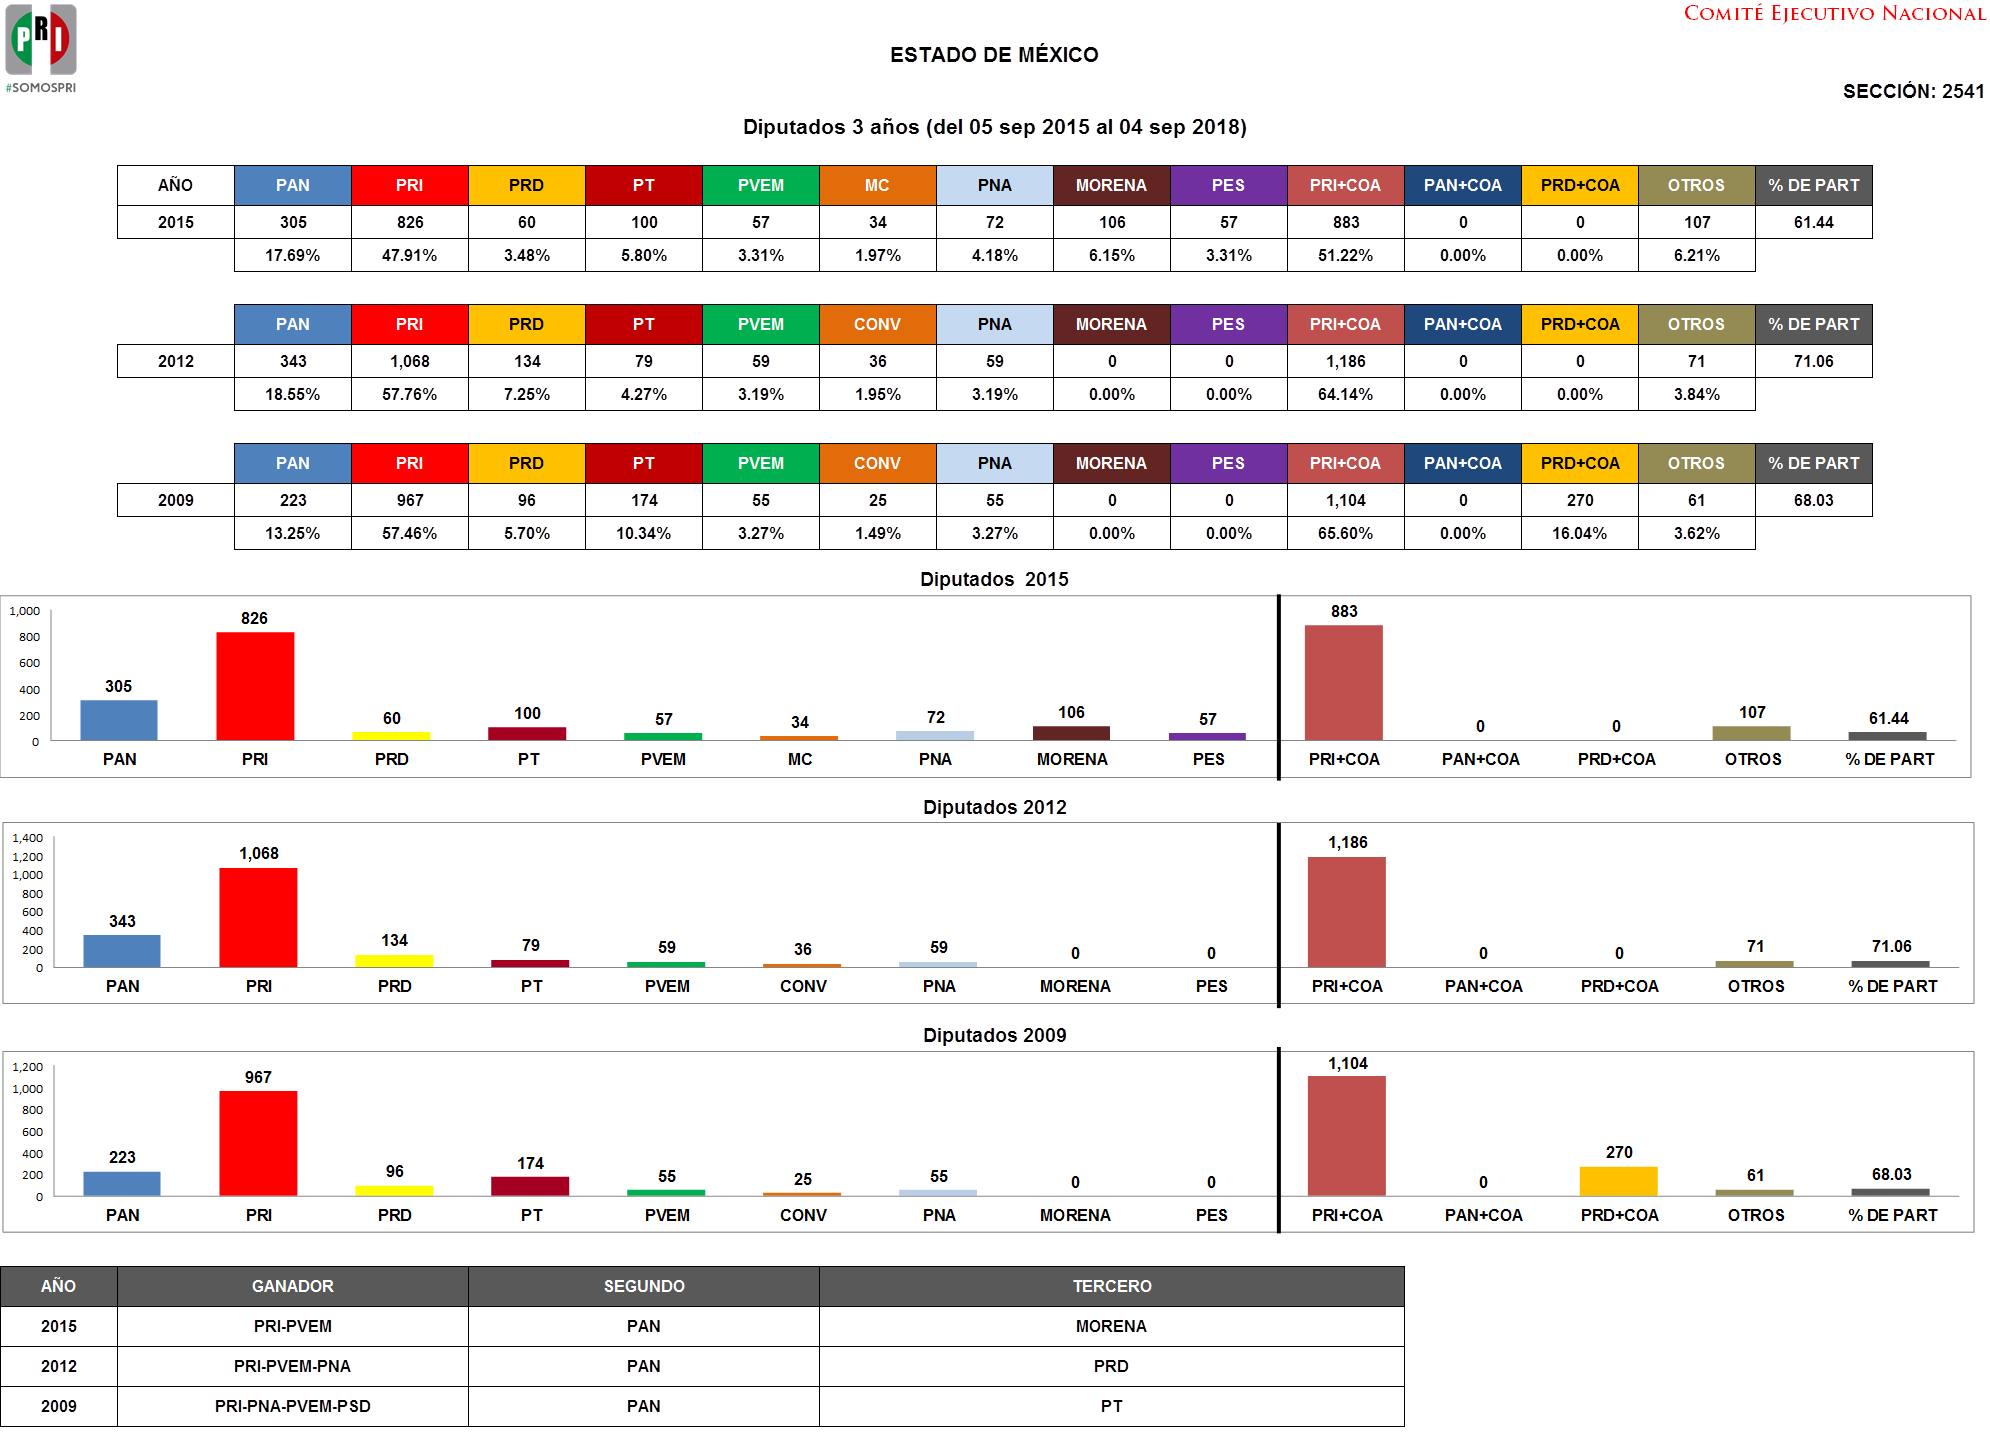 PRI
#SOMOSPRI
COMITÉ EJECUTIVO NACIONAL
ESTADO DE MÉXICO
SECCIÓN: 2541
Diputados 3 años (del 05 sep 2015 al 04 sep 2018)
AÑO PAN PRI PRD PT PVEM MC PNA MORENA PES PRI+COA PAN+COA PRD+COA OTROS % DE PART
2015 305 826 60 100 57 34 72 106 57 883 0 0 107 61.44
17.69% 47.91% 3.48% 5.80% 3.31% 1.97% 4.18% 6.15% 3.31% 51.22% 0.00% 0.00% 6.21%
PAN PRI PRD PT PVEM CONV PNA MORENA PES PRI+COA PAN+COA PRD+COA OTROS % DE PART
2012 343 1,068 134 79 59 36 59 0 0 1,186 0 0 71 71.06
18.55% 57.76% 7.25% 4.27% 3.19% 1.95% 3.19% 0.00% 0.00% 64.14% 0.00% 0.00% 3.84%
PAN PRI PRD PT PVEM CONV PNA MORENA PES PRI+COA PAN+COA PRD+COA OTROS % DE PART
2009 223 967 96 174 55 25 55 0 0 1,104 0 270 61 68.03
13.25% 57.46% 5.70% 10.34% 3.27% 1.49% 3.27% 0.00% 0.00% 65.60% 0.00% 16.04% 3.62%
Diputados 2015
1,000
800
600
400
200
0
305 826 60 100 57 34 72 106 57 883 0 0 107 61.44
PAN PRI PRD PT PVEM MC PNA MORENA PES PRI+COA PAN+COA PRD+COA OTROS % DE PART
Diputados 2012
1,400
1,200
1,000
800
600
400
200
0
343 1,068 134 79 59 36 59 0 0 1,186 0 0 71 71.06
PAN PRI PRD PT PVEM CONV PNA MORENA PES PRI+COA PAN+COA PRD+COA OTROS % DE PART
Diputados 2009
1,200
1,000
800
600
400
200
0
223 967 96 174 55 25 55 0 0 1,104 0 270 61 68.03
PAN PRI PRD PT PVEM CONV PNA MORENA PES PRI+COA PAN+COA PRD+COA OTROS % DE PART
AÑO GANADOR SEGUNDO TERCERO
2015 PRI-PVEM PAN MORENA
2012 PRI-PVEM-PNA PAN PRD
2009 PRI-PNA-PVEM-PSD PAN PT